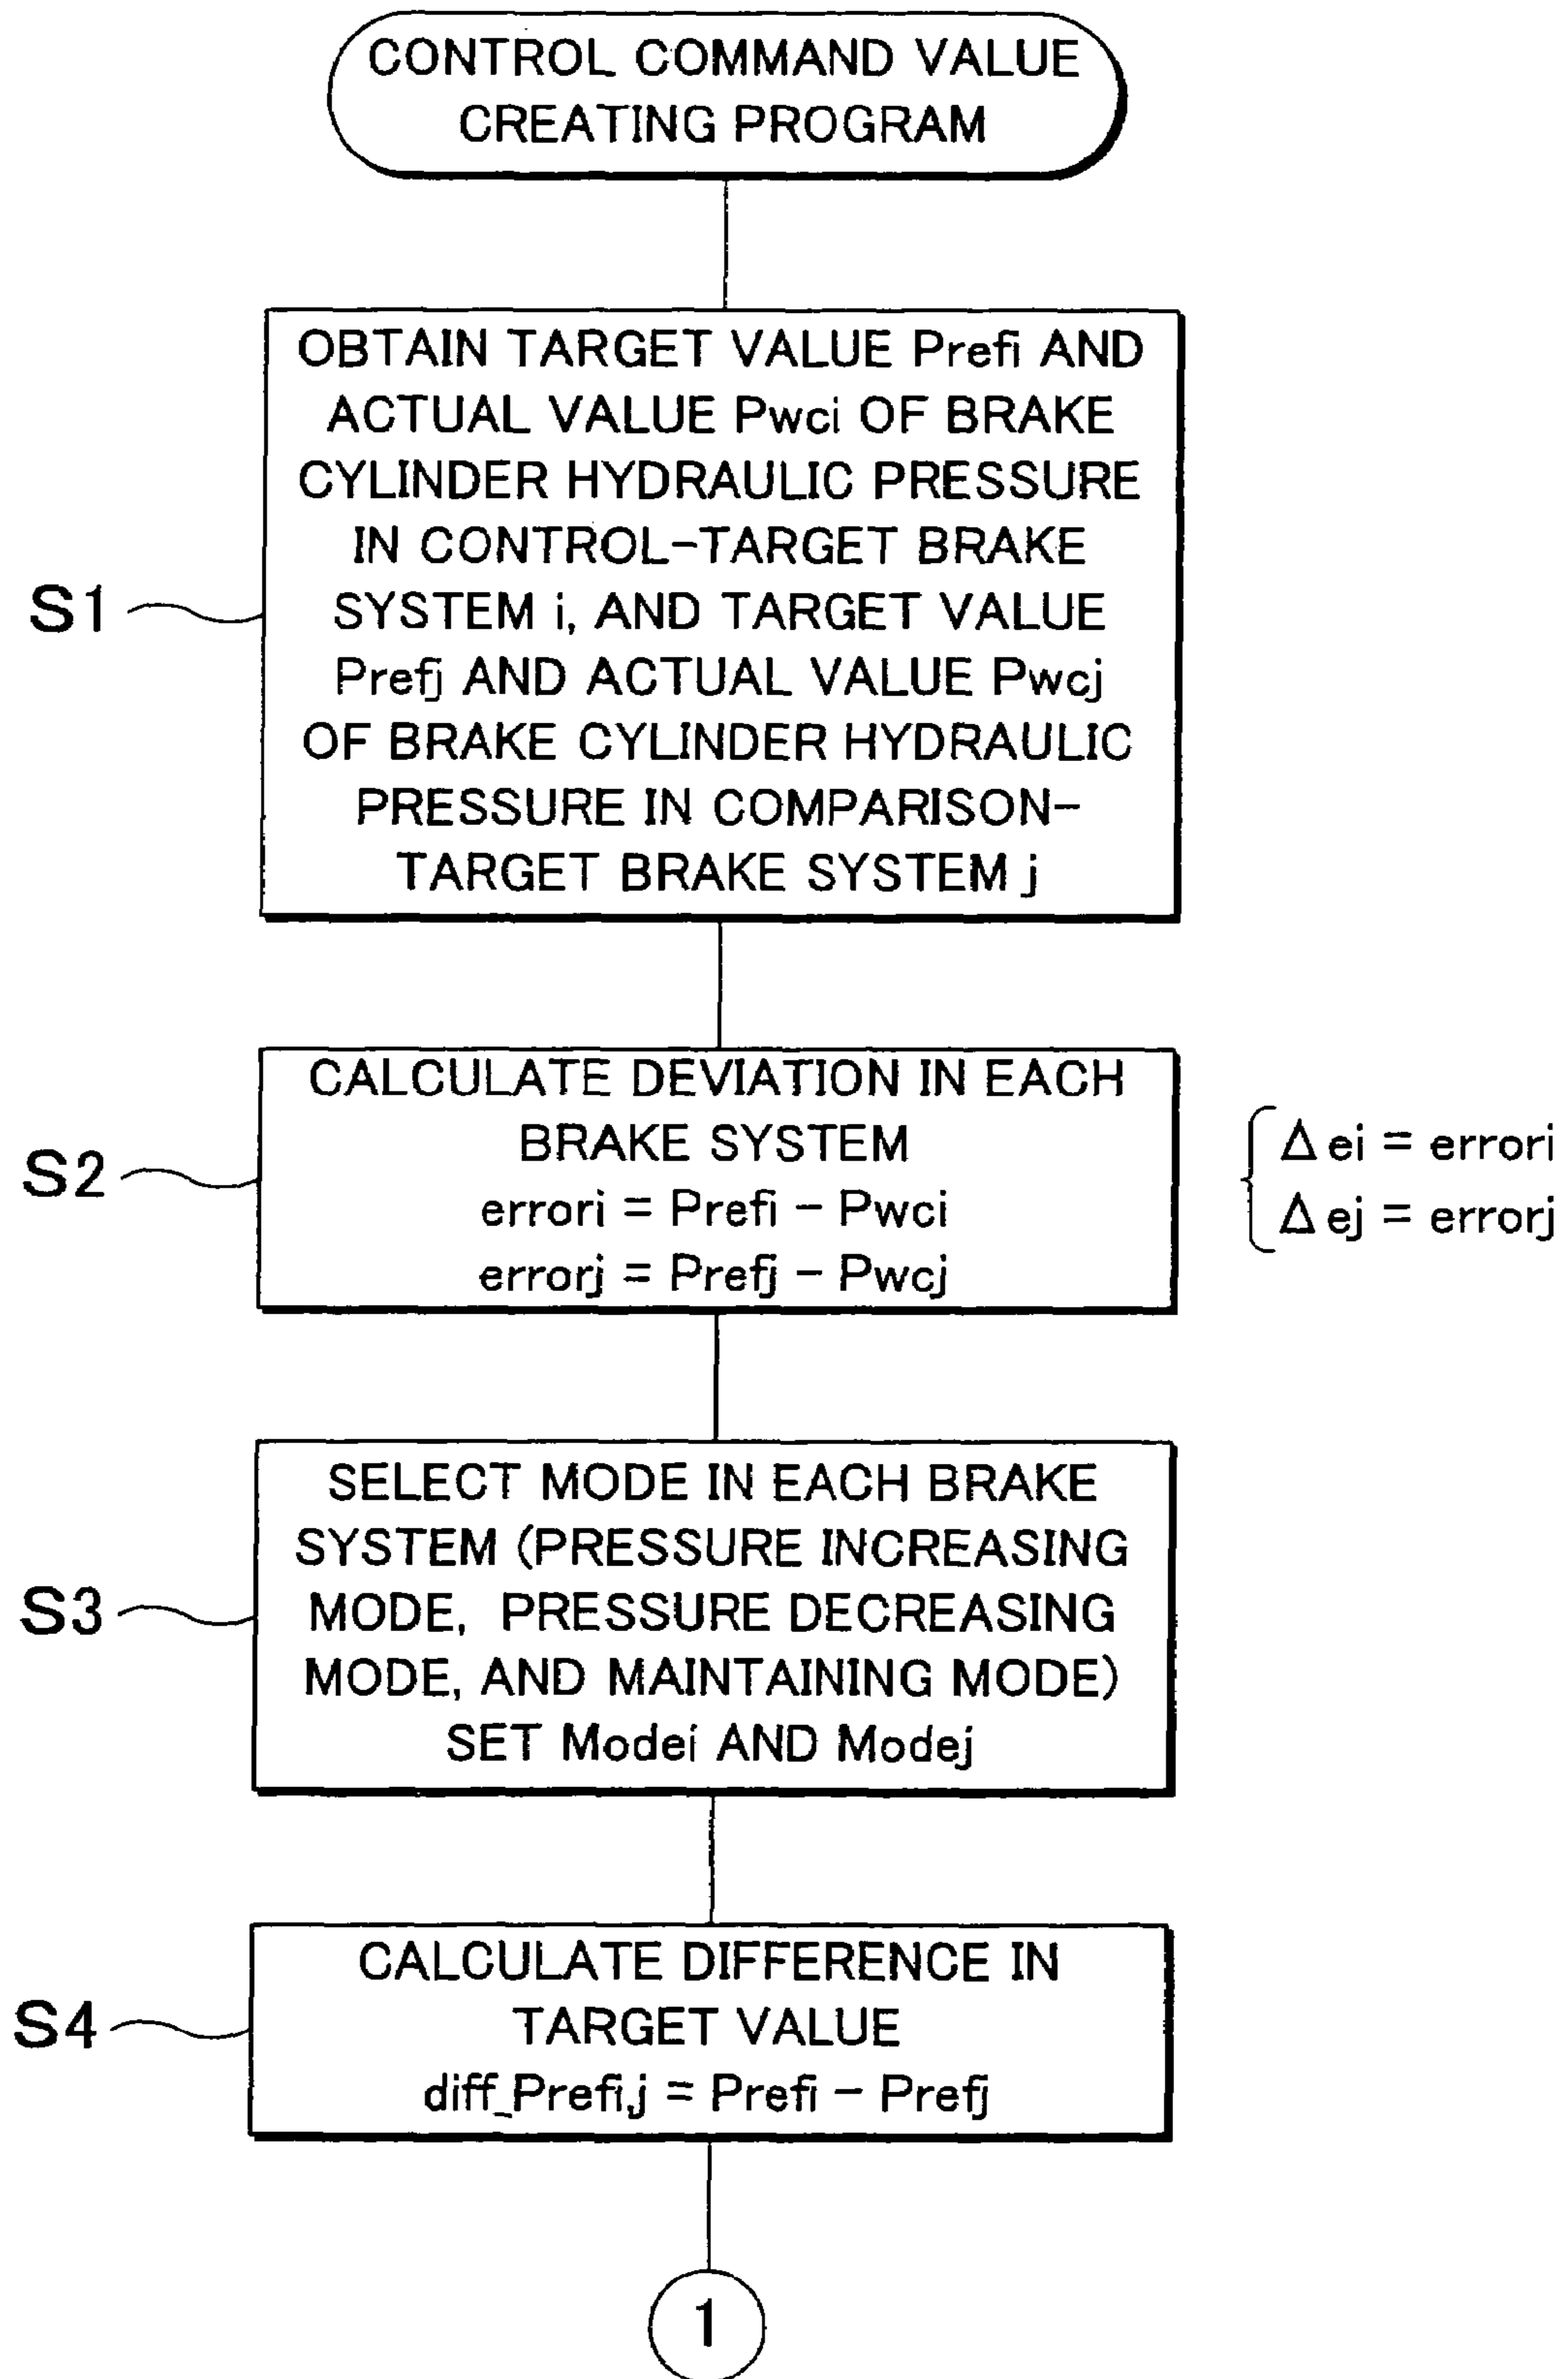 CONTROL COMMAND VALUE
CREATING PROGRAM
S1
OBTAIN TARGET VALUE Prefi AND
ACTUAL VALUE Pwci OF BRAKE
CYLINDER HYDRAULIC PRESSURE
IN CONTROL-TARGET BRAKE
SYSTEM i, AND TARGET VALUE
Prefj AND ACTUAL VALUE Pwcj
OF BRAKE CYLINDER HYDRAULIC
PRESSURE IN COMPARISON-
TARGET BRAKE SYSTEM j
S2
CALCULATE DEVIATION IN EACH
BRAKE SYSTEM
errori = Prefi - Pwci
errorj = Prefj - Pwcj
Δei = errori
Δej = errorj
S3
SELECT MODE IN EACH BRAKE
SYSTEM (PRESSURE INCREASING
MODE, PRESSURE DECREASING
MODE, AND MAINTAINING MODE)
SET Modei AND Modej
S4
CALCULATE DIFFERENCE IN
TARGET VALUE
diff_Prefi,j = Prefi - Prefj
1